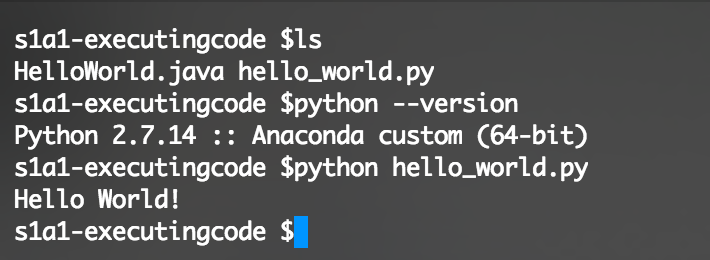 s1a1-executingcode $ls
HelloWorld.java hello_world.py
s1a1-executingcode $python --version
Python 2.7.14 :: Anaconda custom (64-bit)
s1a1-executingcode $python hello_world.py
Hello World!
s1a1-executingcode $